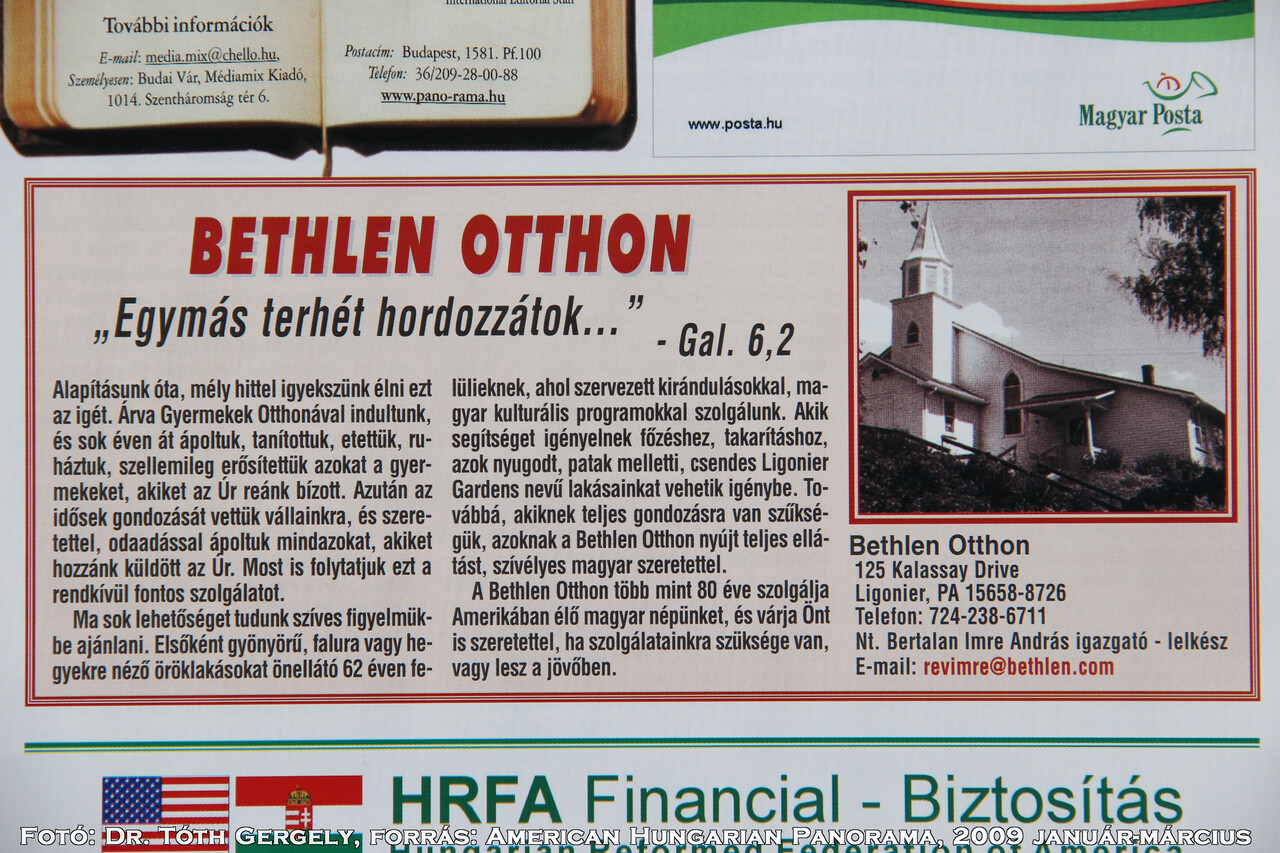 International Editorial Staff
További információk
E-mail: media.mix@chello.hu,
Személyesen: Budai Vár, Médiamix Kiadó,
1014. Szentháromság tér 6.
Postacím: Budapest, 1581. Pf.100
Telefon: 36/209-28-00-88
www.pano-rama.hu
www.posta.hu
Magyar Posta
BETHLEN OTTHON
„Egymás terhét hordozzátok...”
- Gal. 6,2
Alapításunk óta, mély hittel igyekszünk élni ezt
az igét. Árva Gyermekek Otthonával indultunk,
és sok éven át ápoltuk, tanítottuk, etettük, ru-
háztuk, szellemileg erősítettük azokat a gyer-
mekeket, akiket az Úr reánk bízott. Azután az
idősek gondozását vettük vállainkra, és szere-
tettel, odaadással ápoltuk mindazokat, akiket
hozzánk küldött az Úr. Most is folytatjuk ezt a
rendkívül fontos szolgálatot.
Ma sok lehetőséget tudunk szíves figyelmük-
be ajánlani. Elsőként gyönyörű, falura vagy he-
gyekre néző öröklakásokat önellátó 62 éven fe-
lülieknek, ahol szervezett kirándulásokkal, ma-
gyar kulturális programokkal szolgálunk. Akik
segítséget igényelnek főzéshez, takarításhoz,
azok nyugodt, patak melletti, csendes Ligonier
Gardens nevű lakásainkat vehetik igénybe. To-
vábbá, akiknek teljes gondozásra van szűksé-
gük, azoknak a Bethlen Otthon nyújt teljes ellá-
tást, szívélyes magyar szeretettel.
A Bethlen Otthon több mint 80 éve szolgálja
Amerikában élő magyar népünket, és várja Önt
is szeretettel, ha szolgálatainkra szüksége van,
vagy lesz a jövőben.
Bethlen Otthon
125 Kalassay Drive
Ligonier, PA 15658-8726
Telefon: 724-238-6711
Nt. Bertalan Imre András igazgató - lelkész
E-mail: revimre@bethlen.com
HRFA Financial - Biztosítás
Hungarian Reformed Federation of America
Fotó: Dr. Tóth Gergely, forrás: American Hungarian Panorama, 2009 január-március